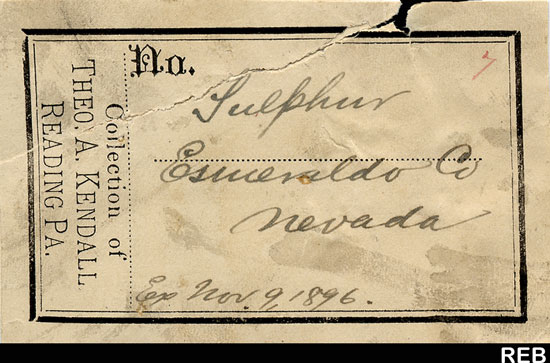 No.
7
Sulphur
Esmeraldo Co
Nevada
Ex Nov. 9, 1896.
Collection of
THEO. A. KENDALL
READING PA.
REB